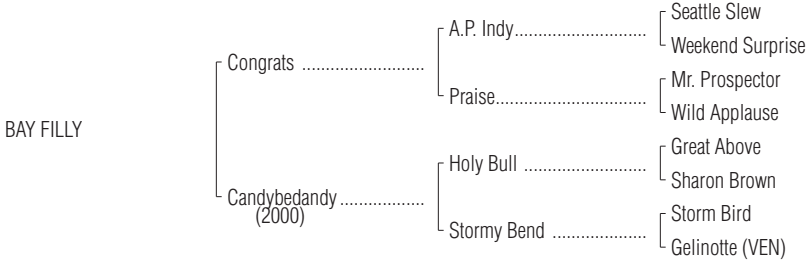 Seattle Slew
A.P. Indy..............................
Weekend Surprise
Congrats ...........................
Mr. Prospector
Praise..................................
Wild Applause
BAY FILLY
Great Above
Holy Bull ...........................
Sharon Brown
Candybedandy ...................
(2000)
Storm Bird
Stormy Bend .....................
Gelinotte (VEN)